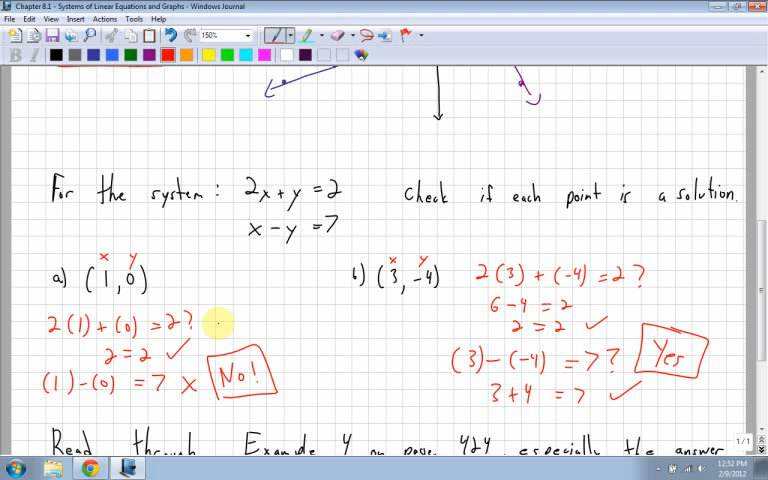 Chapter 8.1 - Systems of Linear Equations and Graphs - Windows Journal
File Edit View Insert Actions Tools Help
150%
B I
For the system: 2x + y = 2 check if each point is a solution.
x - y = 7
x y
a) (1, 0)
2(1) + (0) = 2?
2 = 2 ✓
(1) - (0) = 7 x No!
x y
b) (3, -4) 2(3) + (-4) = 2?
6 - 4 = 2
2 = 2 ✓
(3) - (-4) = 7? Yes
3 + 4 = 7 ✓
Read through Example 4 on page 424, especially the answer
1 / 1
12:52 PM
2/9/2012